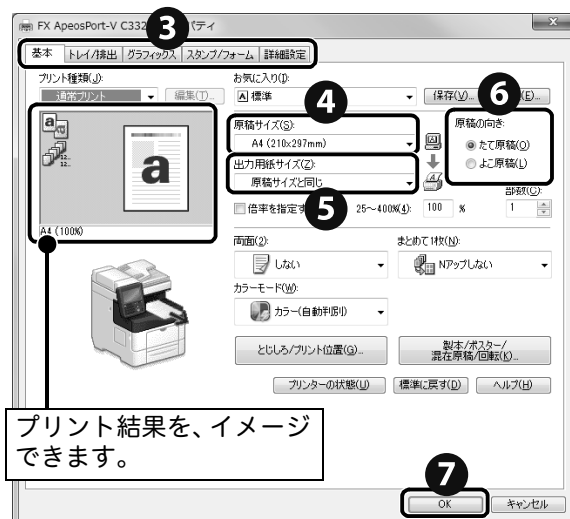 FX ApeosPort-V C332 パティ
3
基本 トレイ/排出 グラフィックス スタンプ/フォーム 詳細設定
プリント種類(J):
通常プリント
編集(T)...
お気に入り(I):
A 標準
保存(V)...
(E)...
4
6
原稿サイズ(S):
A4 (210x297mm)
出力用紙サイズ(Z):
原稿サイズと同じ
5
原稿の向き:
たて原稿(O)
よこ原稿(L)
倍率を指定す
25～400%(4):
100 %
部数(C):
1
a
12...
12...
a
A4 (100%)
両面(2):
しない
まとめて1枚(N):
Nアップしない
カラーモード(W):
カラー(自動判別)
とじしろ/プリント位置(G)...
製本/ポスター/
混在原稿/回転(K)...
プリンターの状態(U)
標準に戻す(D)
ヘルプ(H)
プリント結果を、イメージ
できます。
7
OK
キャンセル